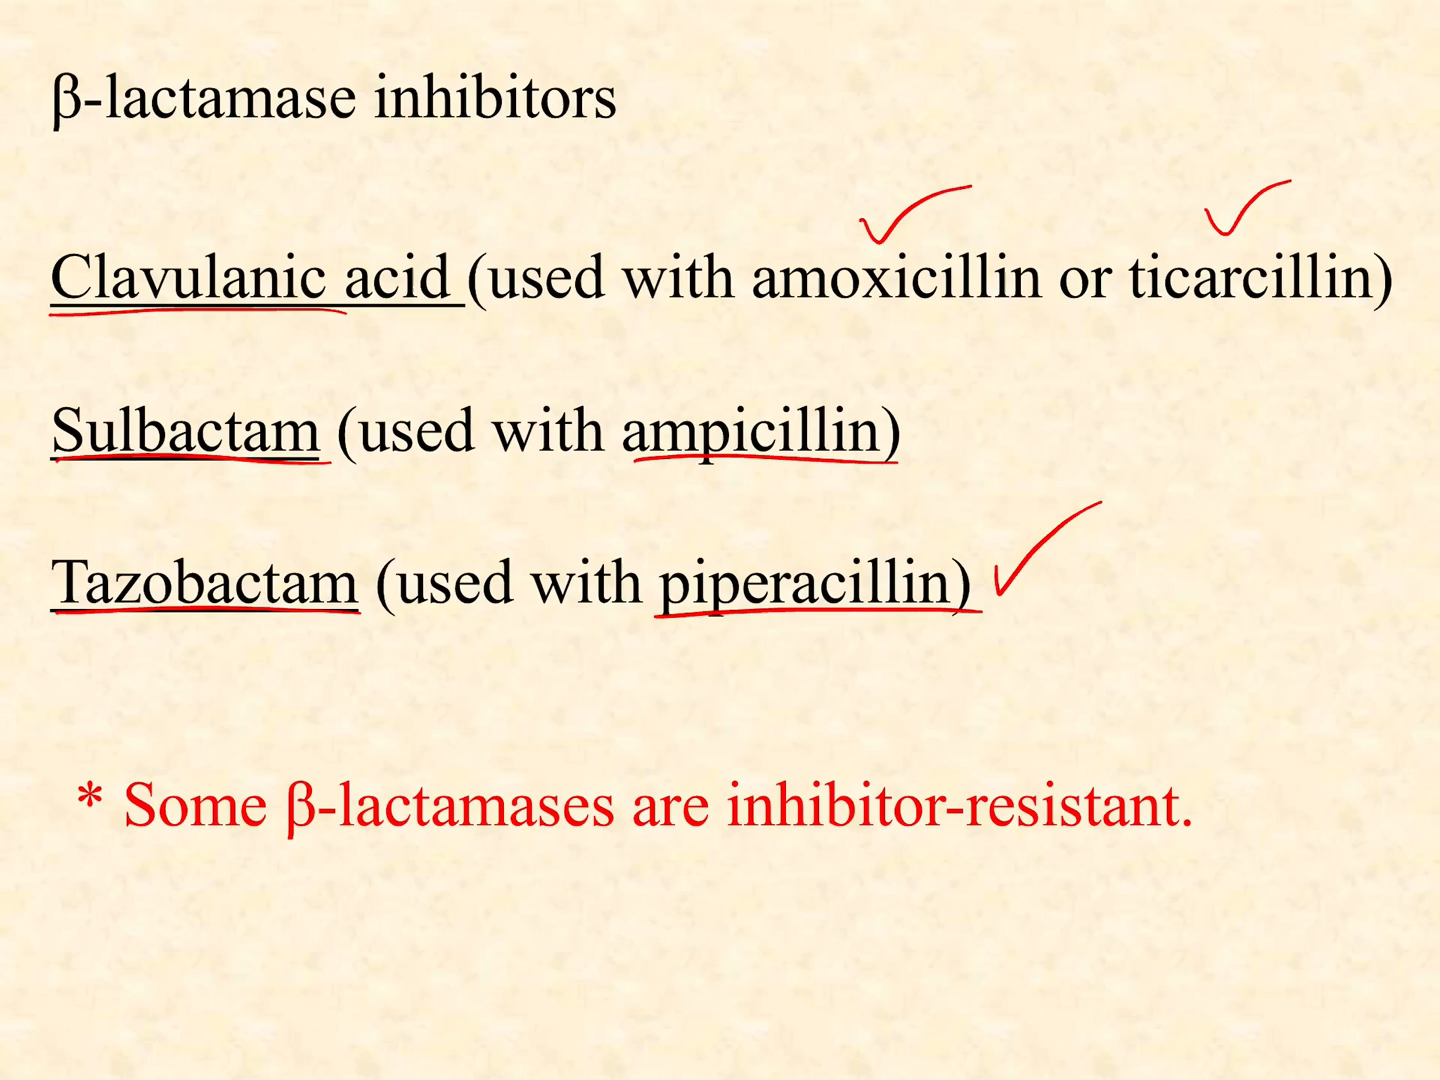 β-lactamase inhibitors
Clavulanic acid (used with amoxicillin or ticarcillin)
Sulbactam (used with ampicillin)
Tazobactam (used with piperacillin)
* Some β-lactamases are inhibitor-resistant.